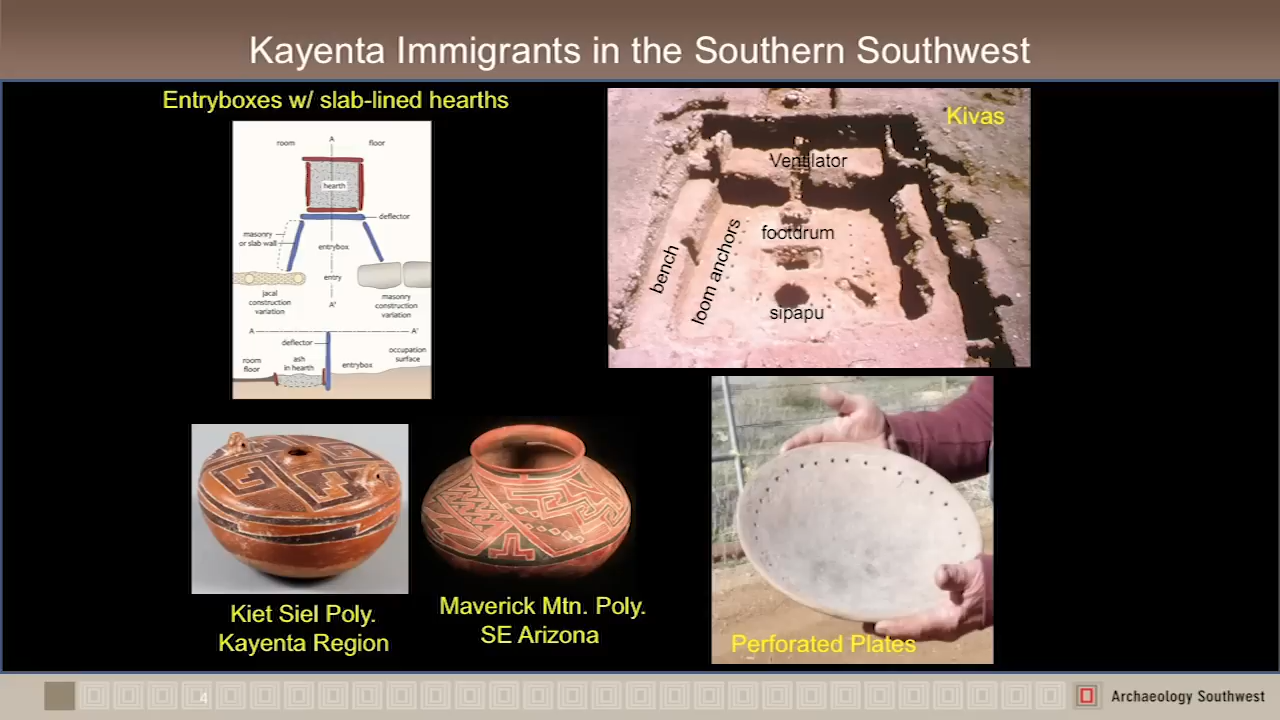 Kayenta Immigrants in the Southern Southwest
Entryboxes w/ slab-lined hearths
A
room
floor
hearth
deflector
masonry
or slab wall
entrybox
entry
jacal
construction
variation
A'
masonry
construction
variation
A
A'
deflector
room
floor
ash
in hearth
entrybox
occupation
surface
Kivas
Ventilator
footdrum
bench
loom anchors
sipapu
Kiet Siel Poly.
Kayenta Region
Maverick Mtn. Poly.
SE Arizona
Perforated Plates
4
Archaeology Southwest